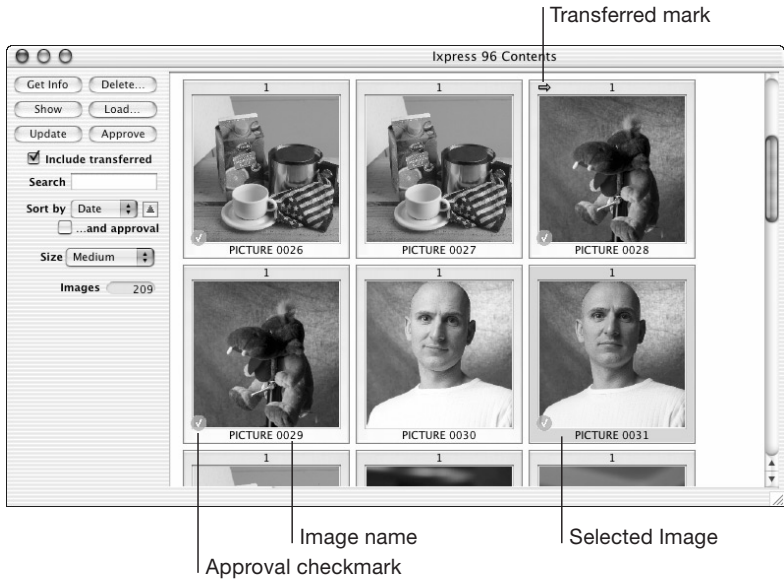 Transferred mark
Ixpress 96 Contents
Get Info Delete...
Show Load...
Update Approve
Include transferred
Search
Sort by Date
...and approval
Size Medium
Images 209
1 1 1
PICTURE 0026 PICTURE 0027 PICTURE 0028
1 1 1
PICTURE 0029 PICTURE 0030 PICTURE 0031
1 1 1
Image name Selected Image
Approval checkmark